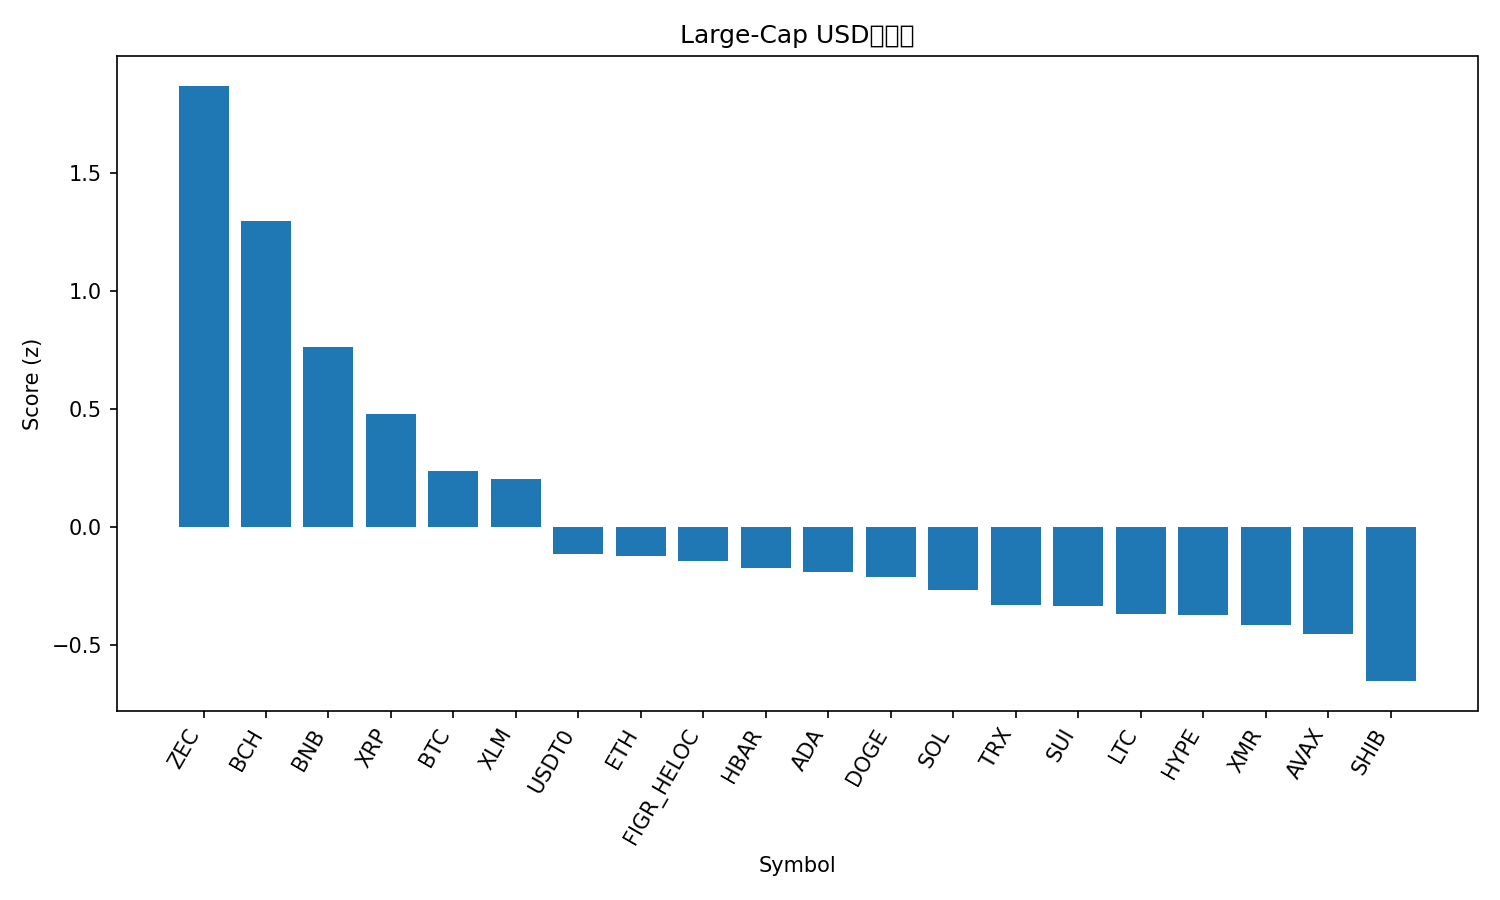 Large-Cap USD
Score (z)
1.5
1.0
0.5
0.0
−0.5
ZEC
BCH
BNB
XRP
BTC
XLM
USDT0
ETH
FIGR_HELOC
HBAR
ADA
DOGE
SOL
TRX
SUI
LTC
HYPE
XMR
AVAX
SHIB
Symbol